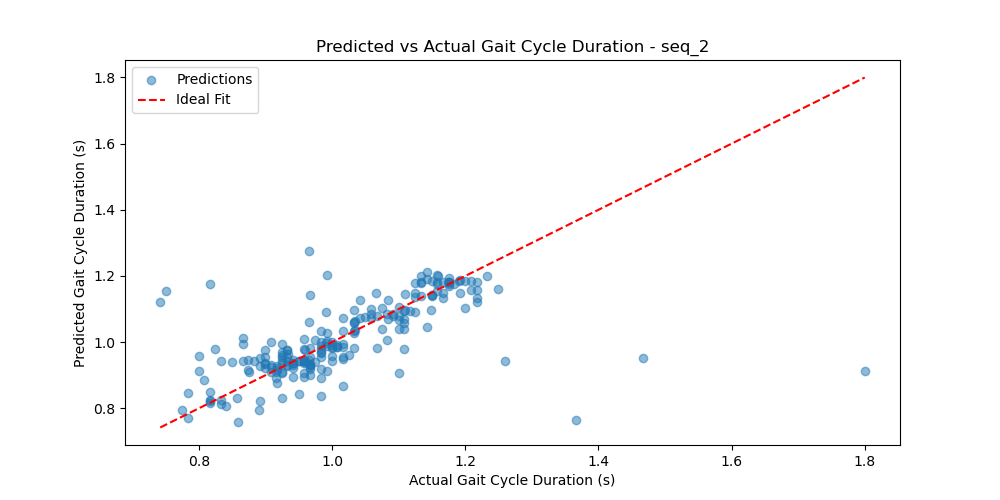 Predicted vs Actual Gait Cycle Duration - seq_2
Predictions
Ideal Fit
Predicted Gait Cycle Duration (s)
1.8
1.6
1.4
1.2
1.0
0.8
0.8 1.0 1.2 1.4 1.6 1.8
Actual Gait Cycle Duration (s)